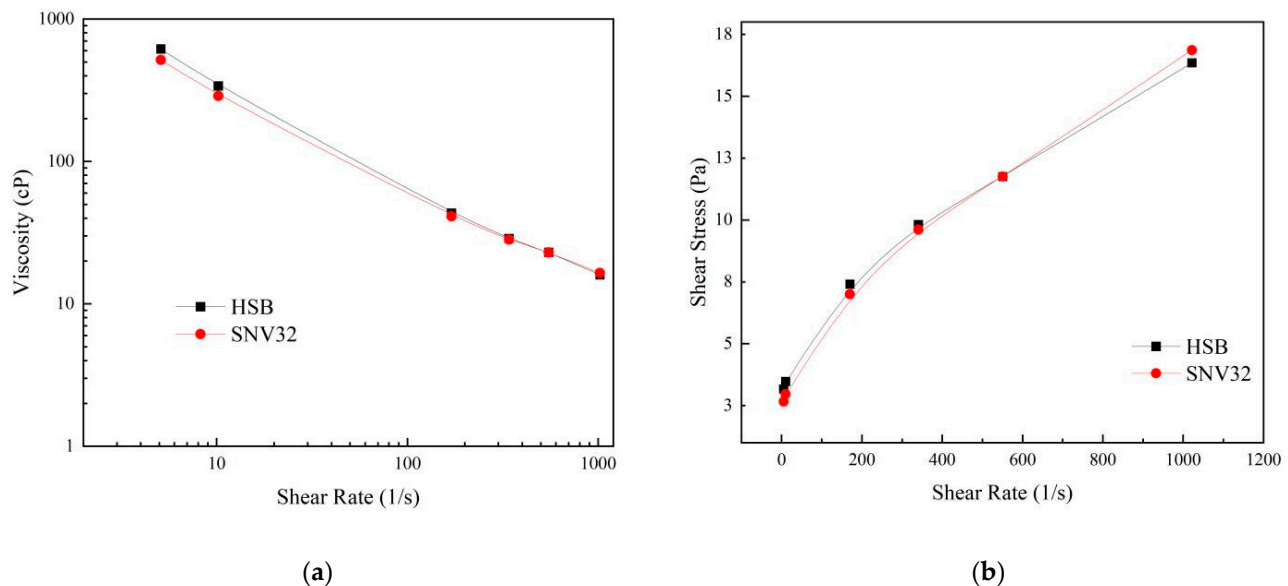 1000
100
10
1
Viscosity (cP)
HSB
SNV32
10
100
1000
Shear Rate (1/s)
(a)
18
15
13
10
8
5
3
Shear Stress (Pa)
HSB
SNV32
0
200
400
600
800
1000
1200
Shear Rate (1/s)
(b)